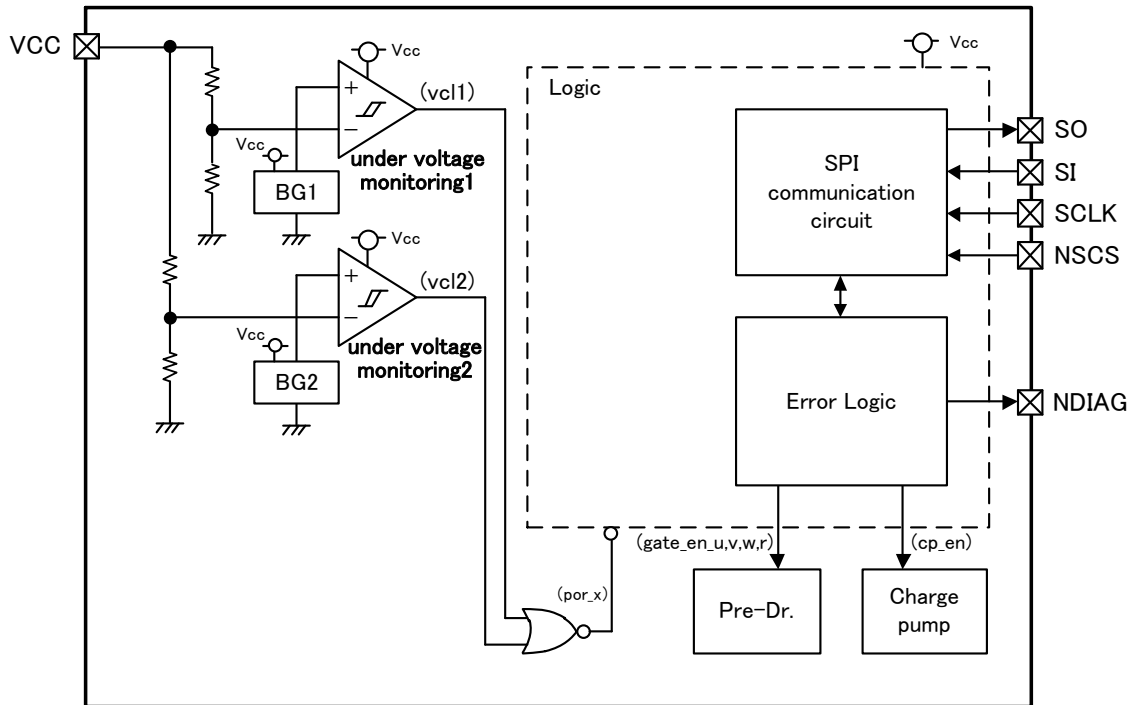 VCC
Vcc
(vcl1)
Vcc
BG1
under voltage
monitoring1
Vcc
(vcl2)
Vcc
BG2
under voltage
monitoring2
Vcc
Logic
SPI
communication
circuit
SO
SI
SCLK
NSCS
Error Logic
NDIAG
(gate_en_u,v,w,r)
(cp_en)
(por_x)
Pre-Dr.
Charge
pump